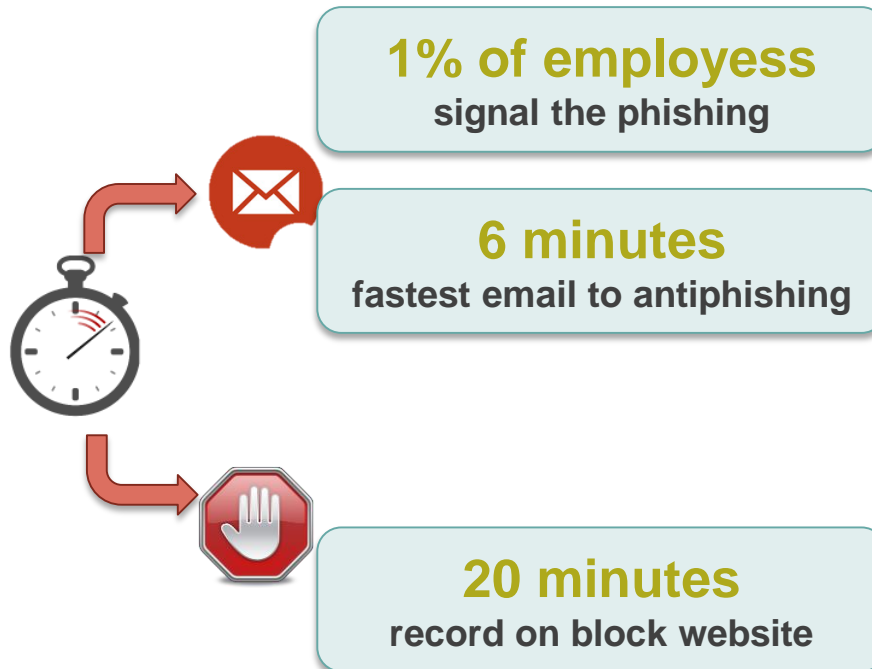 1% of employess
signal the phishing
6 minutes
fastest email to antiphishing
20 minutes
record on block website